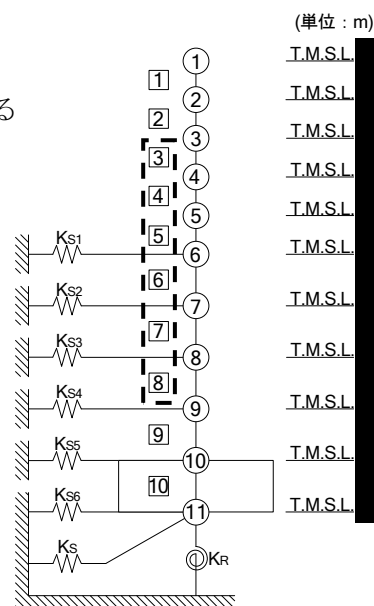 (単位：m)
① T.M.S.L.
1
② T.M.S.L.
る
2
③ T.M.S.L.
3
④ T.M.S.L.
4
⑤ T.M.S.L.
5
KS1 ⑥ T.M.S.L.
6
KS2 ⑦ T.M.S.L.
7
KS3 ⑧ T.M.S.L.
8
KS4 ⑨ T.M.S.L.
9
KS5 ⑩ T.M.S.L.
10
KS6 ⑪ T.M.S.L.
KS KR